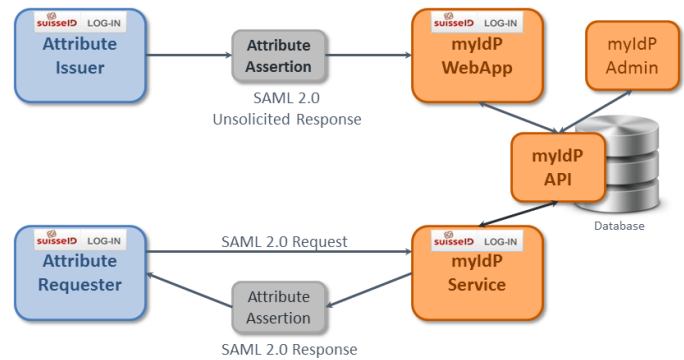 suisseID LOG-IN
Attribute
Issuer
Attribute
Assertion
SAML 2.0
Unsolicited Response
suisseID LOG-IN
myIdP
WebApp
myIdP
Admin
myIdP
API
Database
suisseID LOG-IN
Attribute
Requester
SAML 2.0 Request
Attribute
Assertion
SAML 2.0 Response
suisseID LOG-IN
myIdP
Service